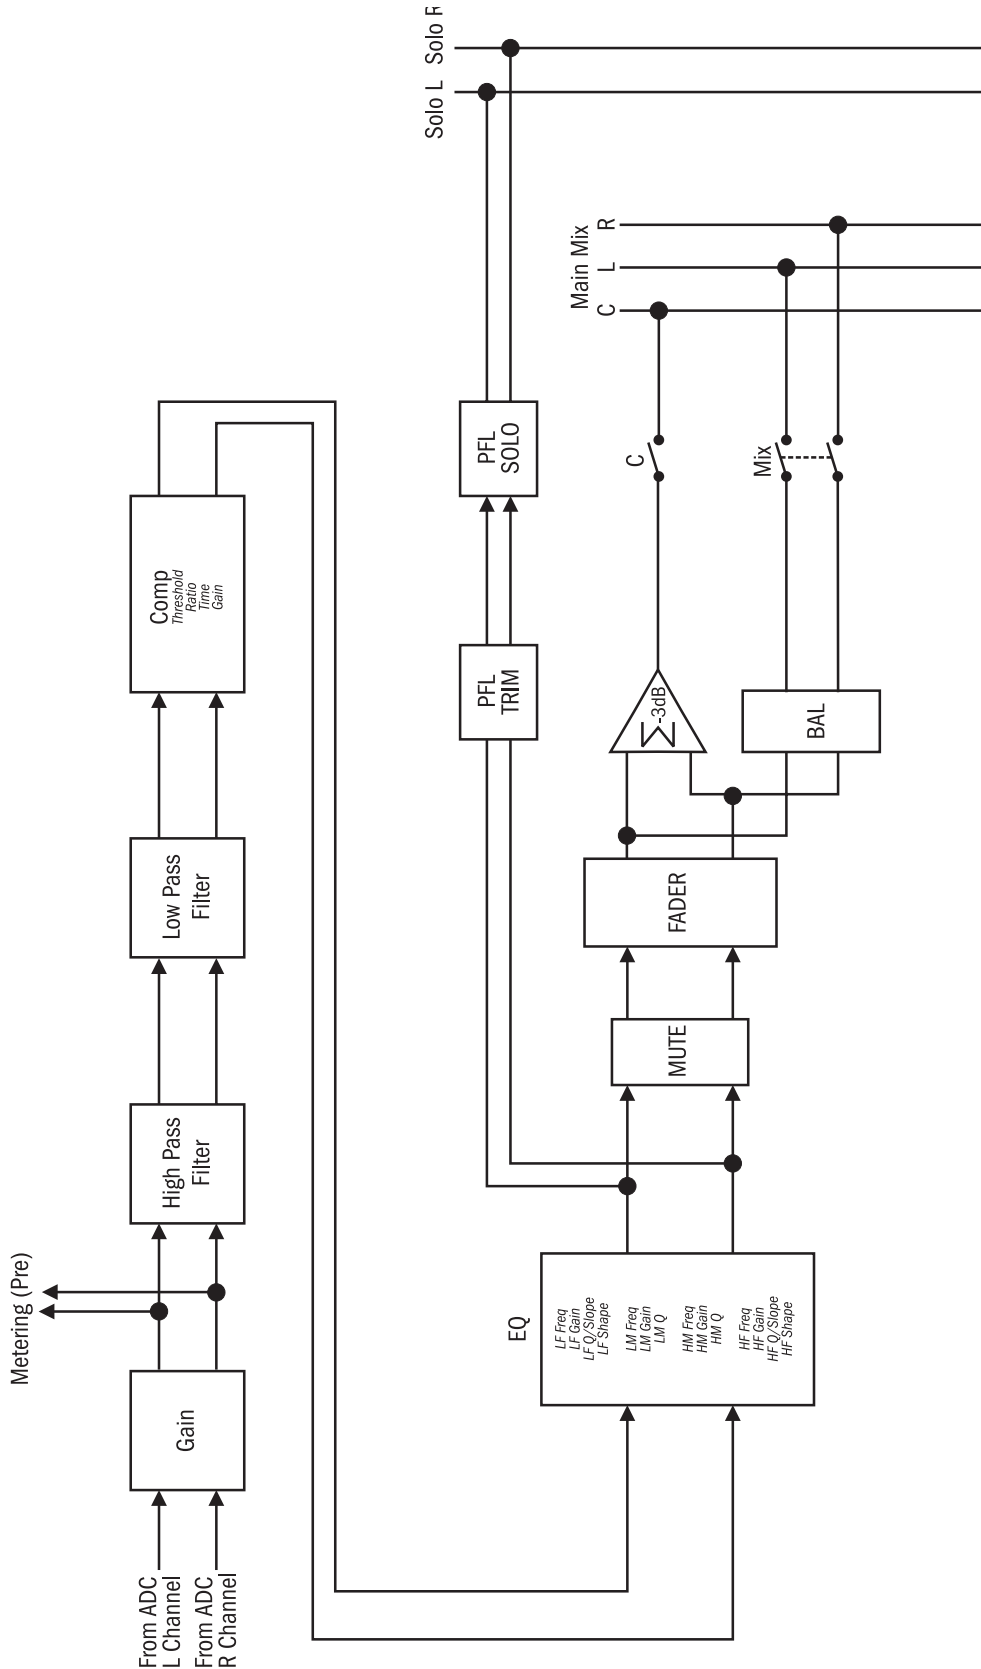 From ADC
L Channel
From ADC
R Channel
Gain
Metering (Pre)
High Pass
Filter
Low Pass
Filter
Comp
Threshold
Ratio
Time
Gain
EQ
LF Freq
LF Gain
LF Q/Slope
LF Shape
LM Freq
LM Gain
LM Q
HM Freq
HM Gain
HM Q
HF Freq
HF Gain
HF Q/Slope
HF Shape
MUTE
FADER
PFL
TRIM
PFL
SOLO
Σ-3dB
BAL
C
Mix
Main Mix
C
L
R
Solo L
Solo R